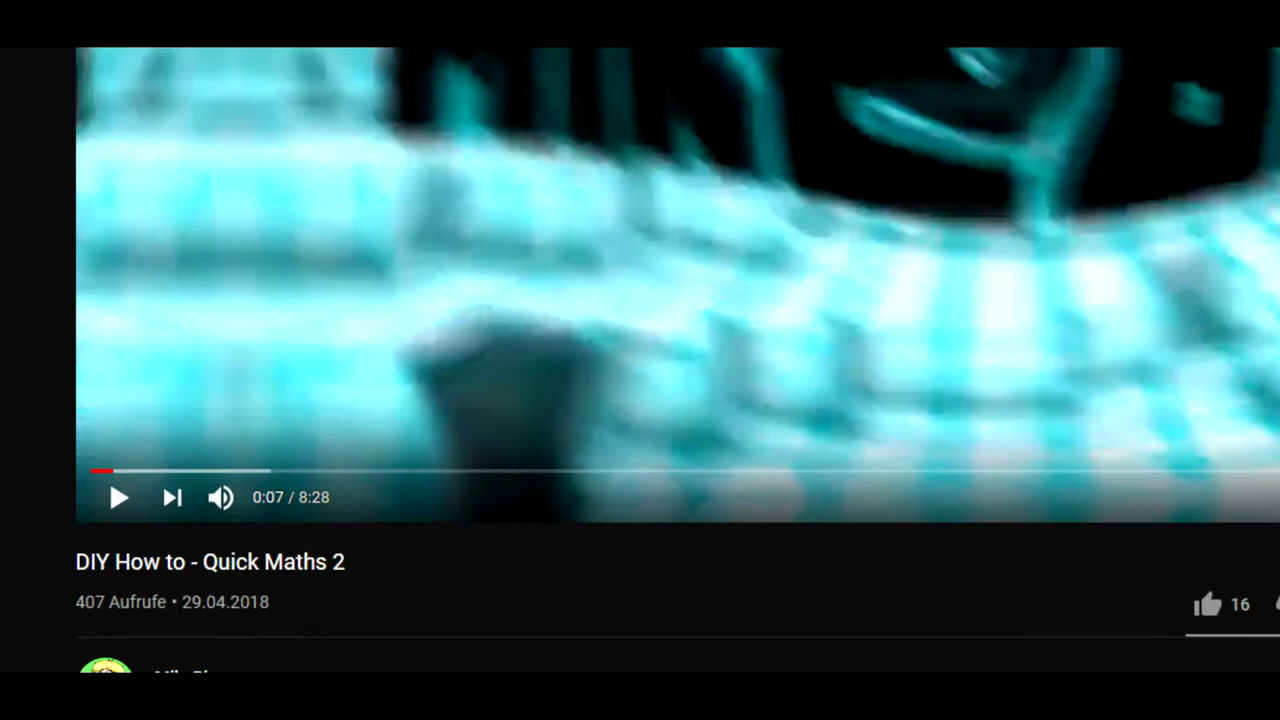 0:07 / 8:28
DIY How to - Quick Maths 2
407 Aufrufe • 29.04.2018
16